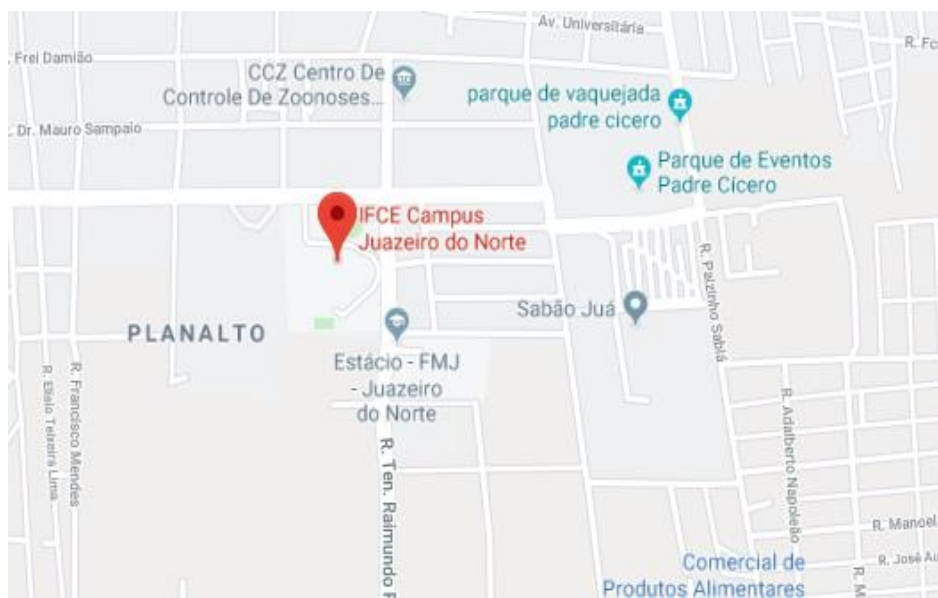 Av. Universitária
R. Fc
Frei Damião
CCZ Centro De
Controle De Zoonoses...
parque de vaquejada
padre cicero
Dr. Mauro Sampaio
Parque de Eventos
Padre Cícero
IFCE Campus
Juazeiro do Norte
R. Paizinho Sabiá
Sabão Juá
PLANALTO
Estácio - FMJ
- Juazeiro
do Norte
R. Elísio Teixeira Lima
R. Francisco Mendes
R. Ten. Raimundo
R. Adalberto Napoleão
R. Manoel
R. José Au
Comercial de
Produtos Alimentares
R. M